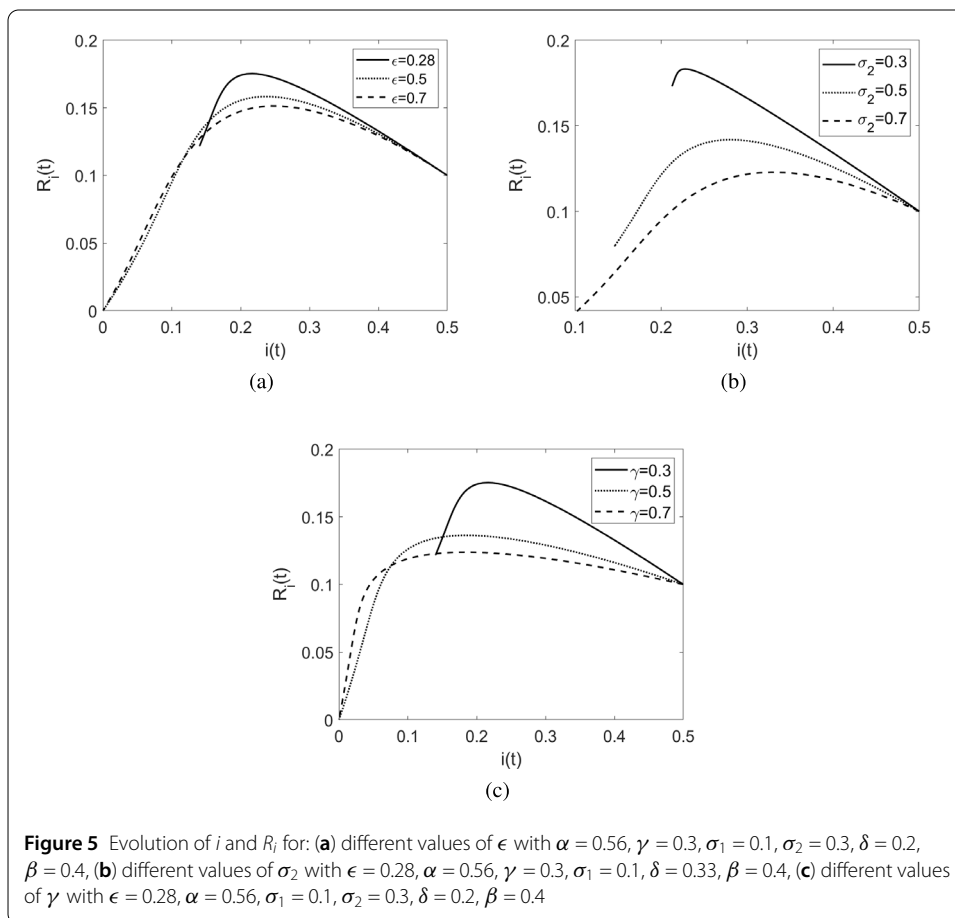 0.2
0.15
0.1
0.05
0
R_i(t)
0 0.1 0.2 0.3 0.4 0.5
i(t)
ϵ=0.28
ϵ=0.5
ϵ=0.7
(a)
0.2
0.15
0.1
0.05
R_i(t)
0.1 0.2 0.3 0.4 0.5
i(t)
σ_2=0.3
σ_2=0.5
σ_2=0.7
(b)
0.2
0.15
0.1
0.05
0
R_i(t)
0 0.1 0.2 0.3 0.4 0.5
i(t)
γ=0.3
γ=0.5
γ=0.7
(c)
Figure 5 Evolution of i and R_i for: (a) different values of ϵ with α = 0.56, γ = 0.3, σ_1 = 0.1, σ_2 = 0.3, δ = 0.2,
β = 0.4, (b) different values of σ_2 with ϵ = 0.28, α = 0.56, γ = 0.3, σ_1 = 0.1, δ = 0.33, β = 0.4, (c) different values
of γ with ϵ = 0.28, α = 0.56, σ_1 = 0.1, σ_2 = 0.3, δ = 0.2, β = 0.4